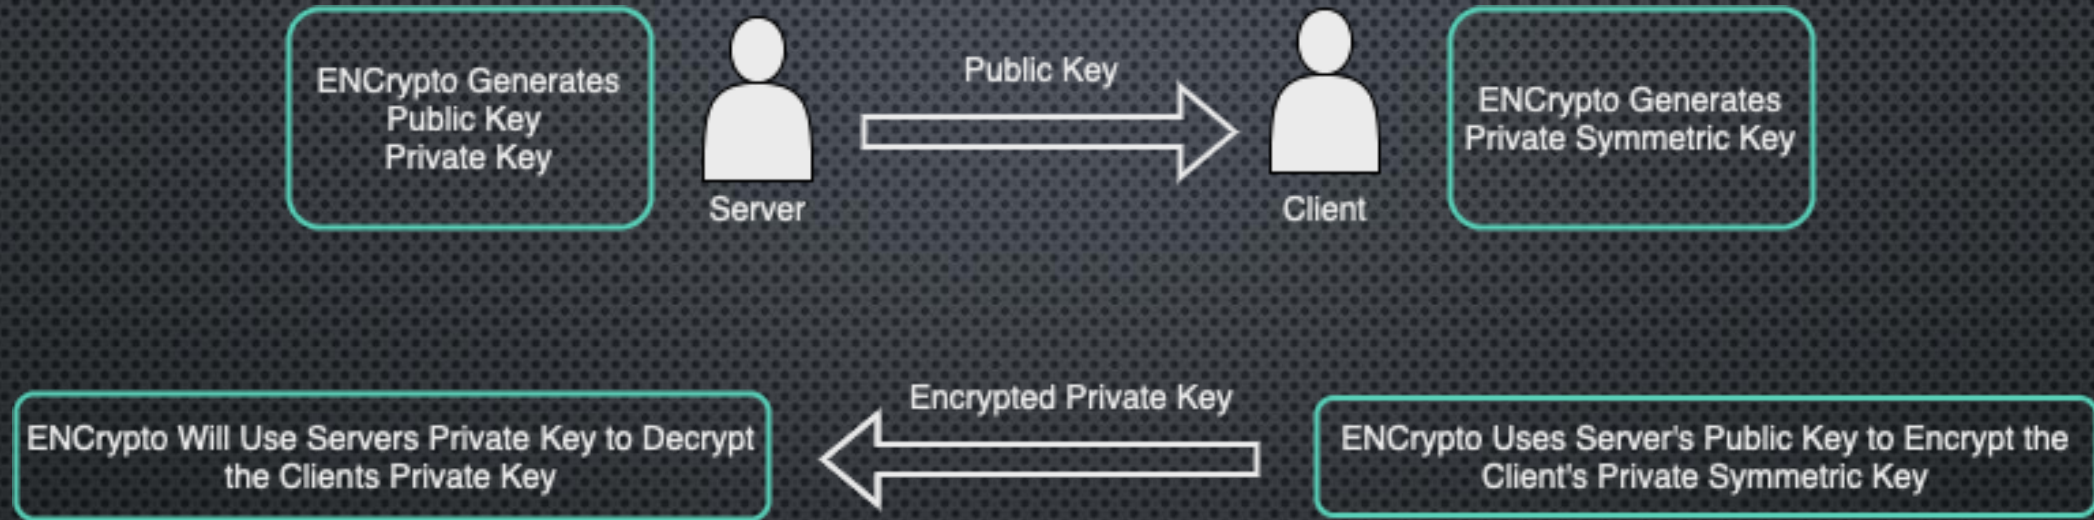 ENCrypto Generates
Public Key
Private Key
Server
Public Key
Client
ENCrypto Generates
Private Symmetric Key
ENCrypto Will Use Servers Private Key to Decrypt
the Clients Private Key
Encrypted Private Key
ENCrypto Uses Server's Public Key to Encrypt the
Client's Private Symmetric Key